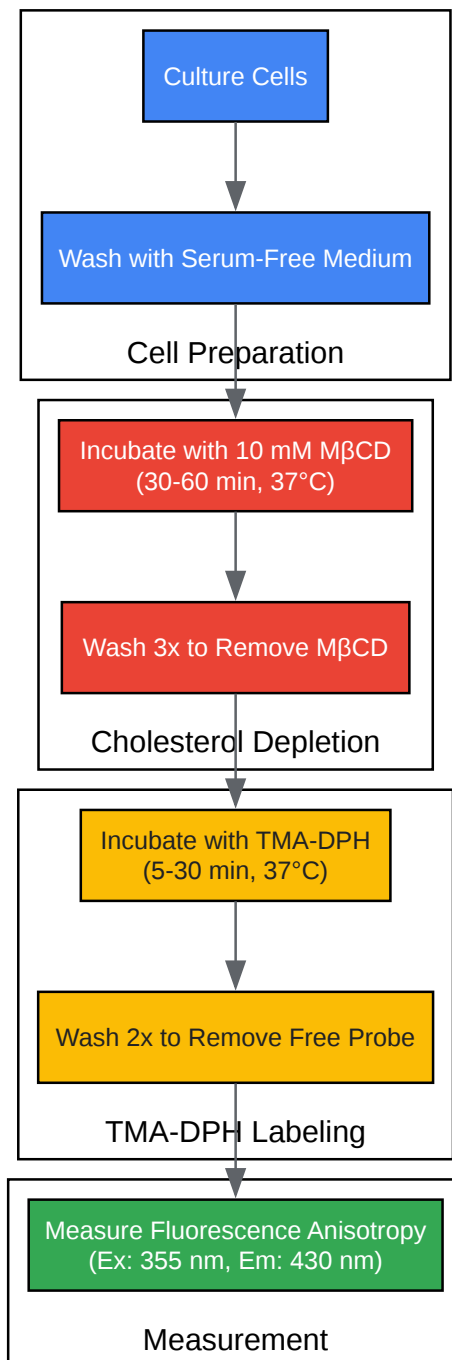 Culture Cells
Wash with Serum-Free Medium
Cell Preparation
Incubate with 10 mM MβCD
(30-60 min, 37°C)
Wash 3x to Remove MβCD
Cholesterol Depletion
Incubate with TMA-DPH
(5-30 min, 37°C)
Wash 2x to Remove Free Probe
TMA-DPH Labeling
Measure Fluorescence Anisotropy
(Ex: 355 nm, Em: 430 nm)
Measurement